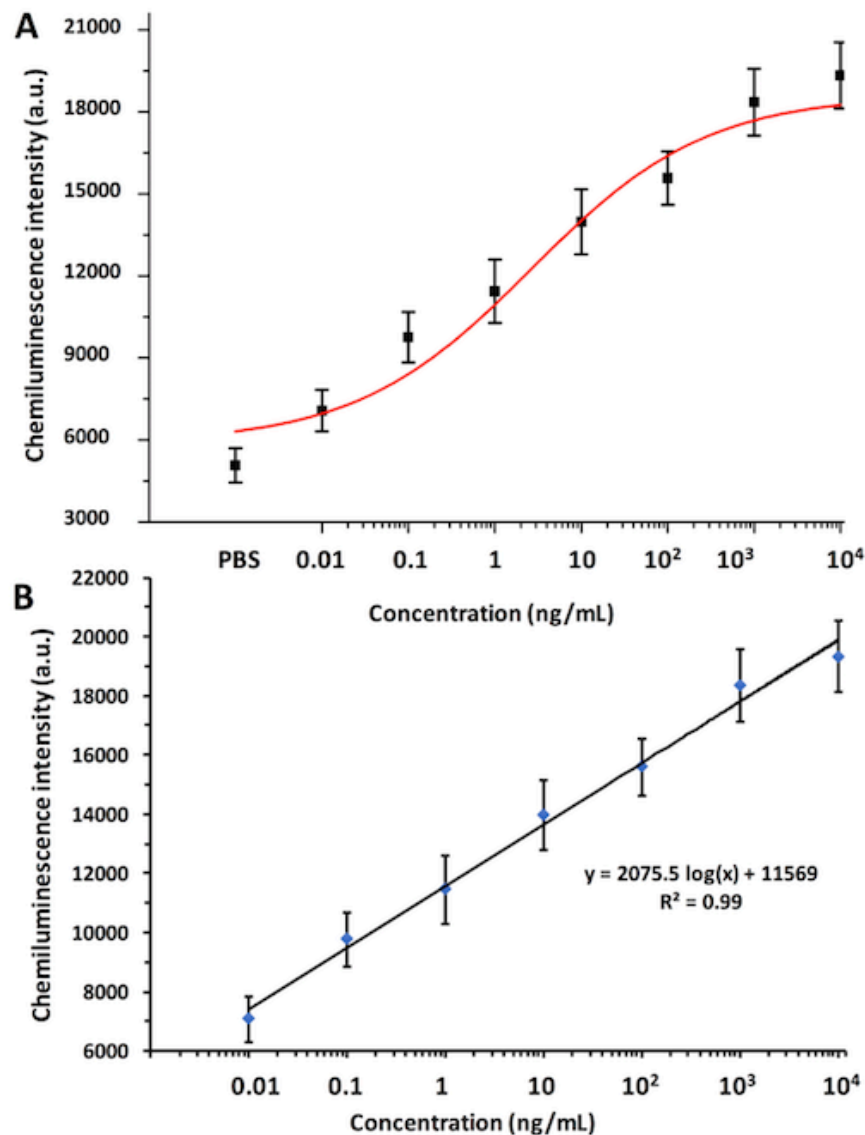 A
Chemiluminescence intensity (a.u.)
21000
18000
15000
12000
9000
6000
3000
PBS 0.01 0.1 1 10 10² 10³ 10⁴
Concentration (ng/mL)
B
Chemiluminescence intensity (a.u.)
22000
20000
18000
16000
14000
12000
10000
8000
6000
y = 2075.5 log(x) + 11569
R² = 0.99
0.01 0.1 1 10 10² 10³ 10⁴
Concentration (ng/mL)